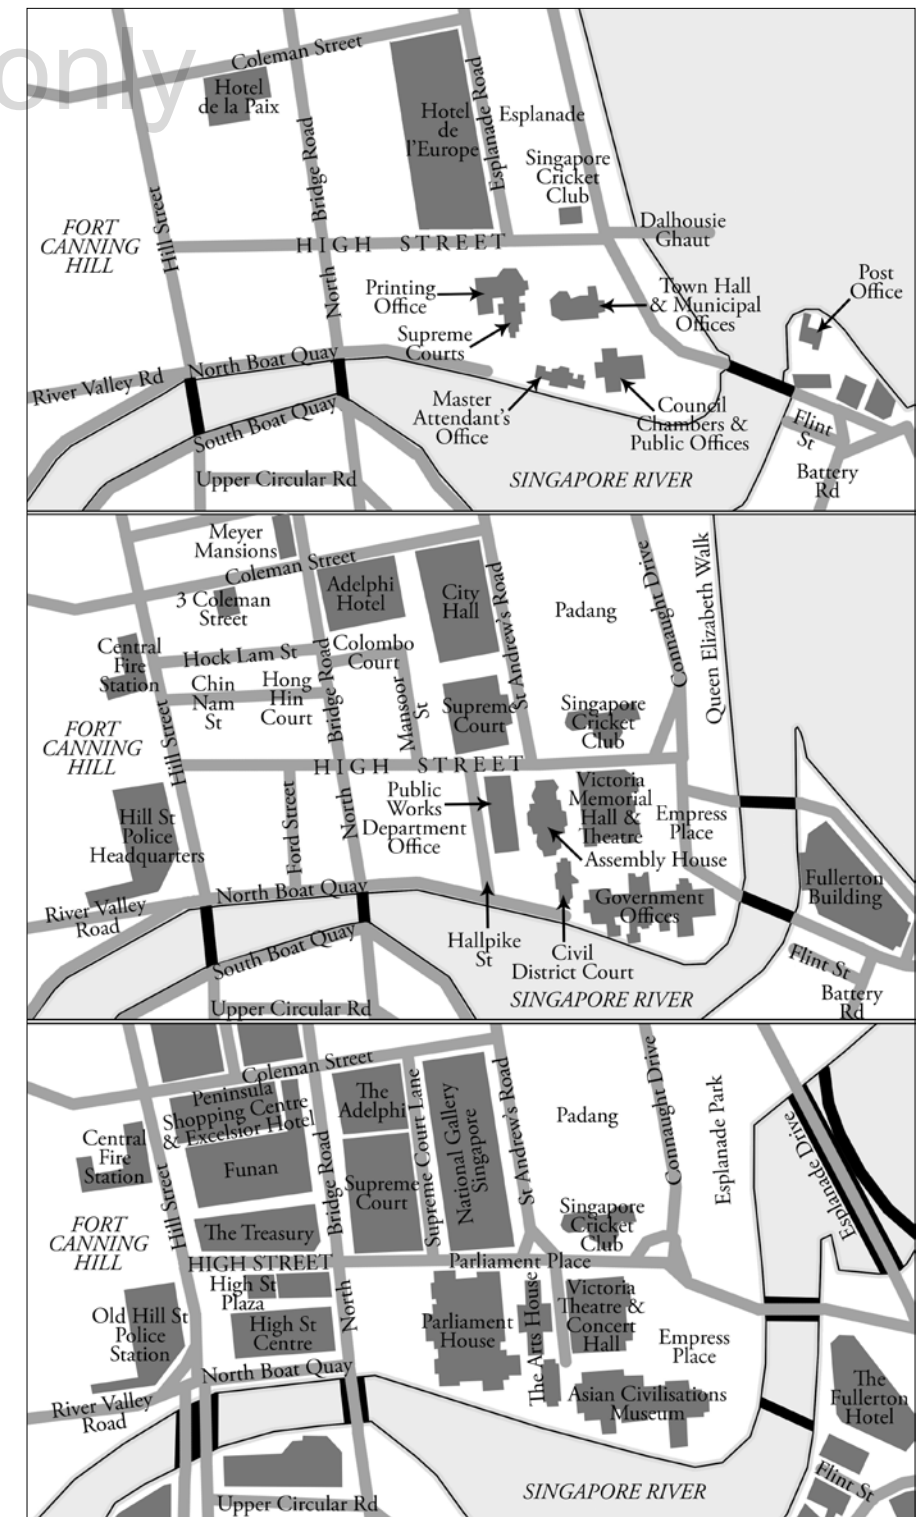 only
Coleman Street
Hotel
de la Paix
Hotel
de
l'Europe
Esplanade Road
Esplanade
Singapore
Cricket
Club
North Bridge Road
Hill Street
Dalhousie
Ghaut
FORT
CANNING
HILL
HIGH STREET
Printing
Office
Town Hall
& Municipal
Offices
Post
Office
Supreme
Courts
North Boat Quay
River Valley Rd
Master
Attendant's
Office
Council
Chambers &
Public Offices
South Boat Quay
Flint
St
Upper Circular Rd
SINGAPORE RIVER
Battery
Rd
Meyer
Mansions
Coleman Street
Adelphi
Hotel
City
Hall
3 Coleman
Street
St Andrew's Road
Padang
Connaught Drive
Queen Elizabeth Walk
Central
Fire
Station
Hock Lam St
Colombo
Court
Chin
Nam
St
Hong
Hin
Court
North Bridge Road
Mansoor
St
Supreme
Court
Singapore
Cricket
Club
FORT
CANNING
HILL
Hill Street
HIGH STREET
Public
Works
Department
Office
Victoria
Memorial
Hall &
Theatre
Empress
Place
Hill St
Police
Headquarters
Ford Street
Assembly House
Fullerton
Building
North Boat Quay
Government
Offices
River Valley
Road
South Boat Quay
Hallpike
St
Civil
District Court
Flint St
Upper Circular Rd
SINGAPORE RIVER
Battery
Rd
Coleman Street
Peninsula
Shopping Centre
& Excelsior Hotel
The
Adelphi
Supreme Court Lane
National Gallery
Singapore
St Andrew's Road
Padang
Connaught Drive
Esplanade Park
Esplanade Drive
Central
Fire
Station
Funan
North Bridge Road
Supreme
Court
Hill Street
The Treasury
Singapore
Cricket
Club
FORT
CANNING
HILL
HIGH STREET
Parliament Place
High St
Plaza
Old Hill St
Police
Station
High St
Centre
Parliament
House
The Arts House
Victoria
Theatre &
Concert
Hall
Empress
Place
North Boat Quay
River Valley
Road
Asian Civilisations
Museum
The
Fullerton
Hotel
Flint St
Upper Circular Rd
SINGAPORE RIVER